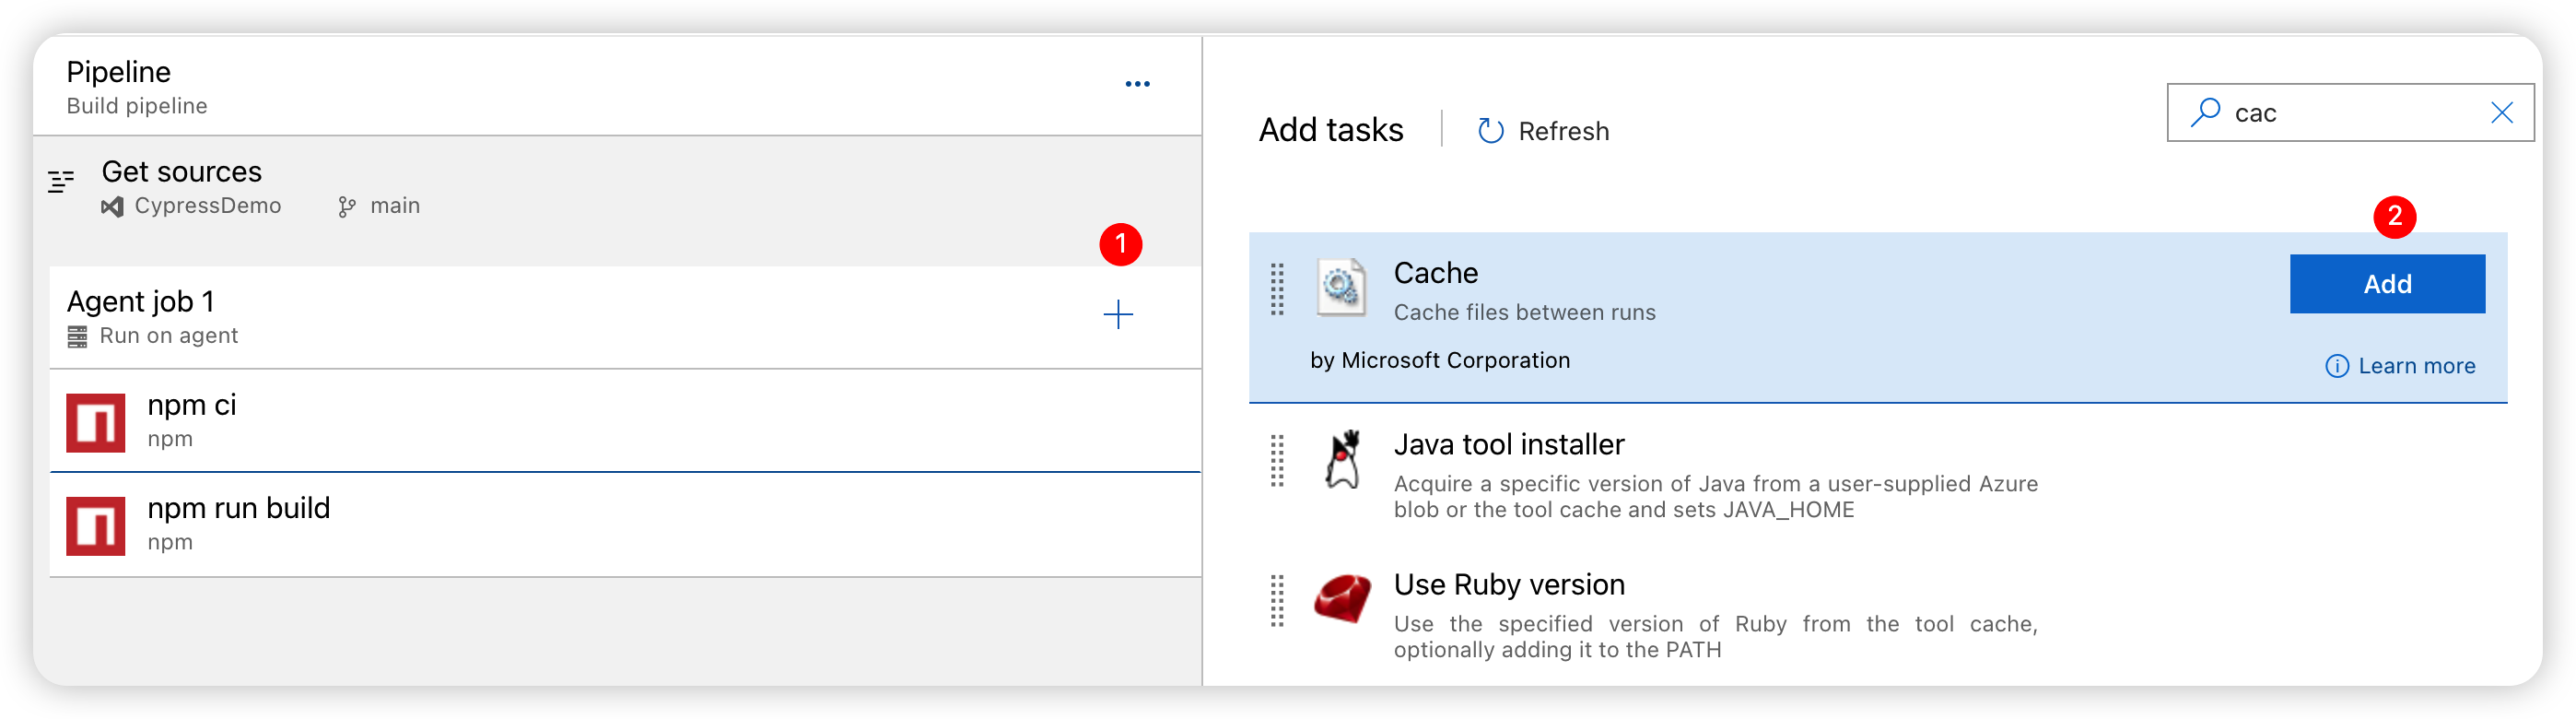 Pipeline
Build pipeline
Get sources
CypressDemo main
1
Agent job 1
Run on agent
npm ci
npm
npm run build
npm
Add tasks
Refresh
cac
2
Cache
Cache files between runs
Add
by Microsoft Corporation
Learn more
Java tool installer
Acquire a specific version of Java from a user-supplied Azure
blob or the tool cache and sets JAVA_HOME
Use Ruby version
Use the specified version of Ruby from the tool cache,
optionally adding it to the PATH